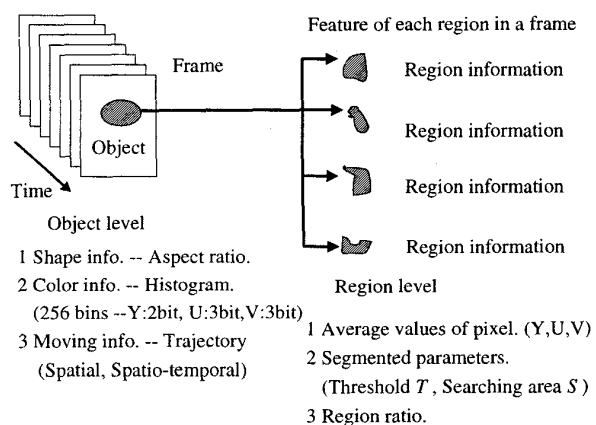 Feature of each region in a frame
Frame
Region information
Region information
Object
Region information
Time
Region information
Object level
1 Shape info. -- Aspect ratio.
2 Color info. -- Histogram.
(256 bins --Y:2bit, U:3bit,V:3bit)
3 Moving info. -- Trajectory
(Spatial, Spatio-temporal)
Region level
1 Average values of pixel. (Y,U,V)
2 Segmented parameters.
(Threshold T , Searching area S )
3 Region ratio.